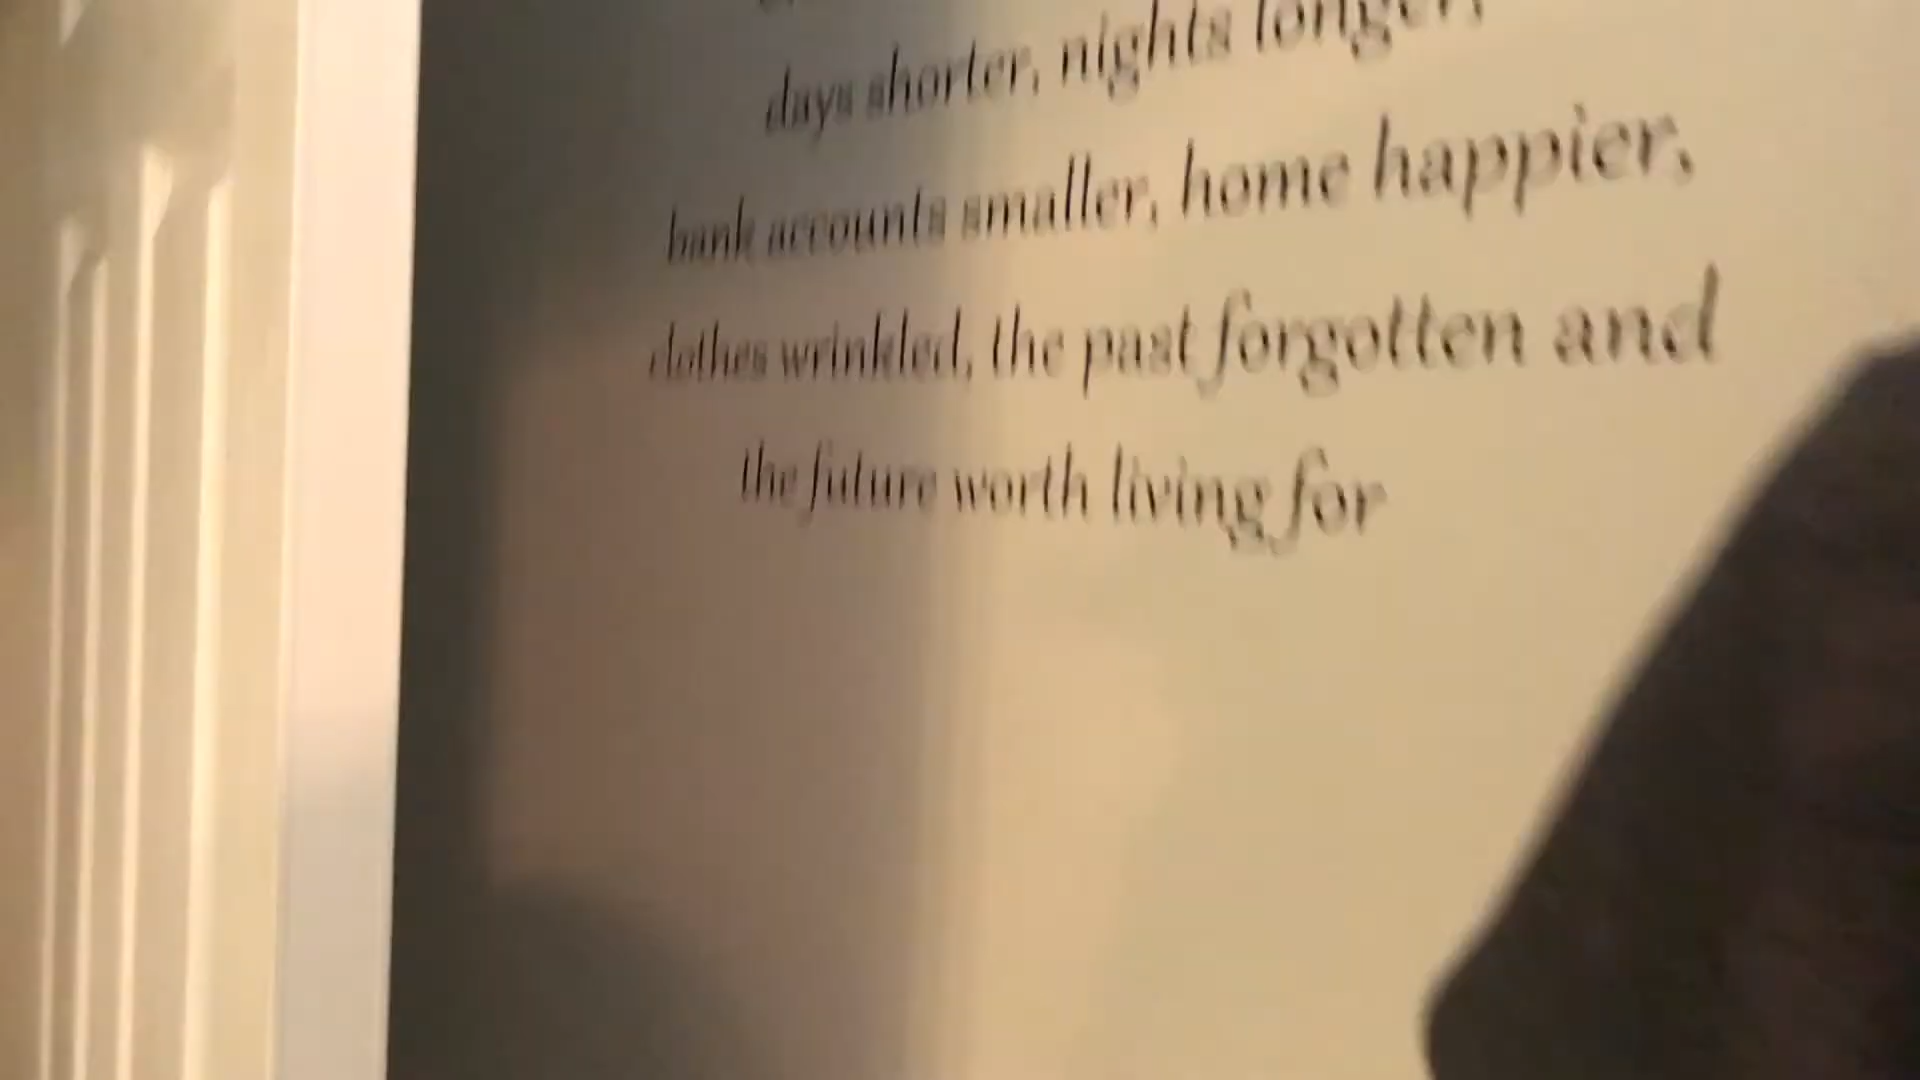 days shorter, nights longer,
bank accounts smaller, home happier,
clothes wrinkled, the past forgotten and
the future worth living for